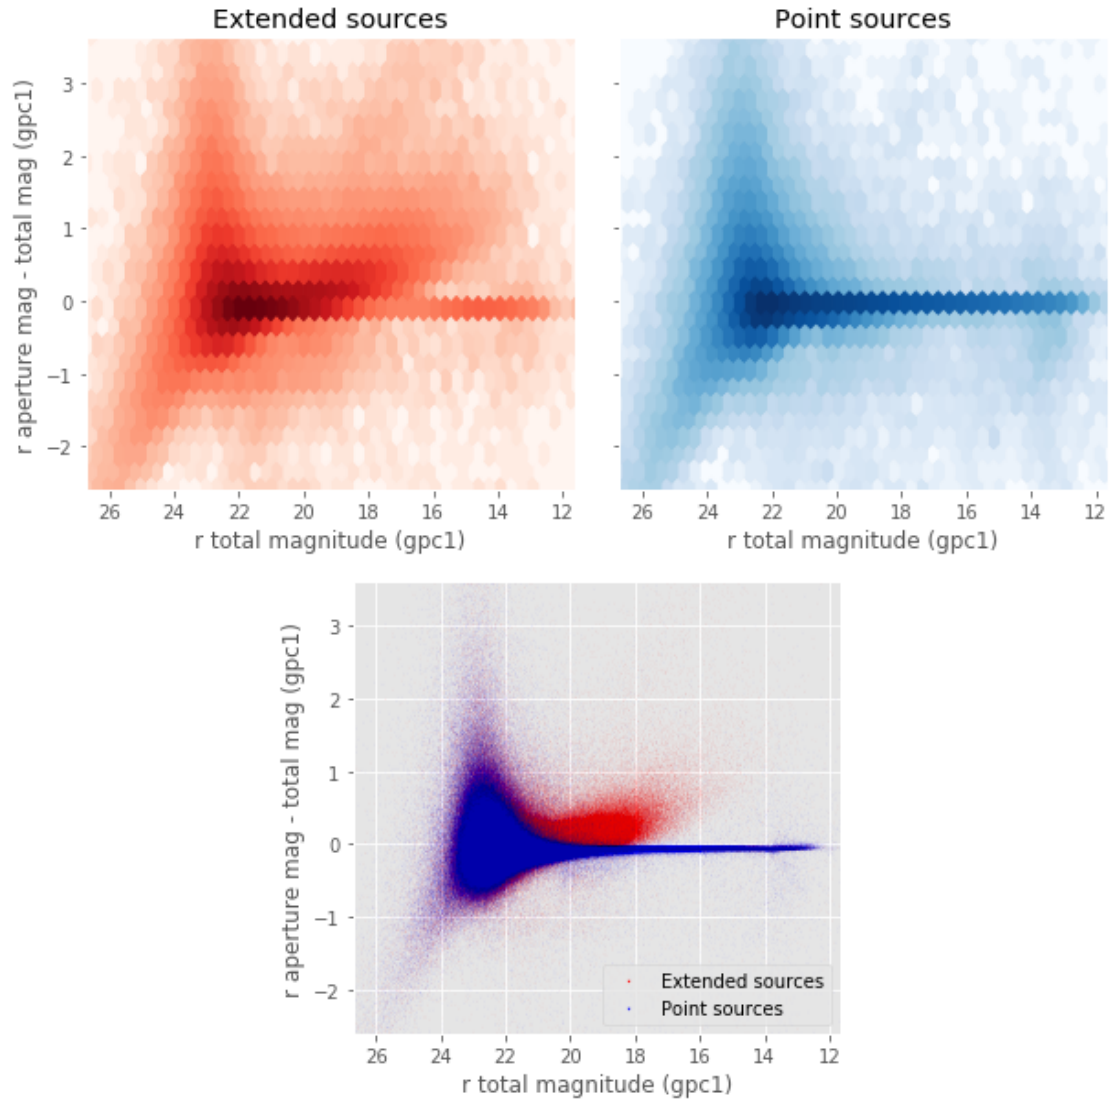 Extended sources
Point sources
r aperture mag - total mag (gpc1)
3
2
1
0
−1
−2
26 24 22 20 18 16 14 12
r total magnitude (gpc1)
26 24 22 20 18 16 14 12
r total magnitude (gpc1)
r aperture mag - total mag (gpc1)
3
2
1
0
−1
−2
Extended sources
Point sources
26 24 22 20 18 16 14 12
r total magnitude (gpc1)